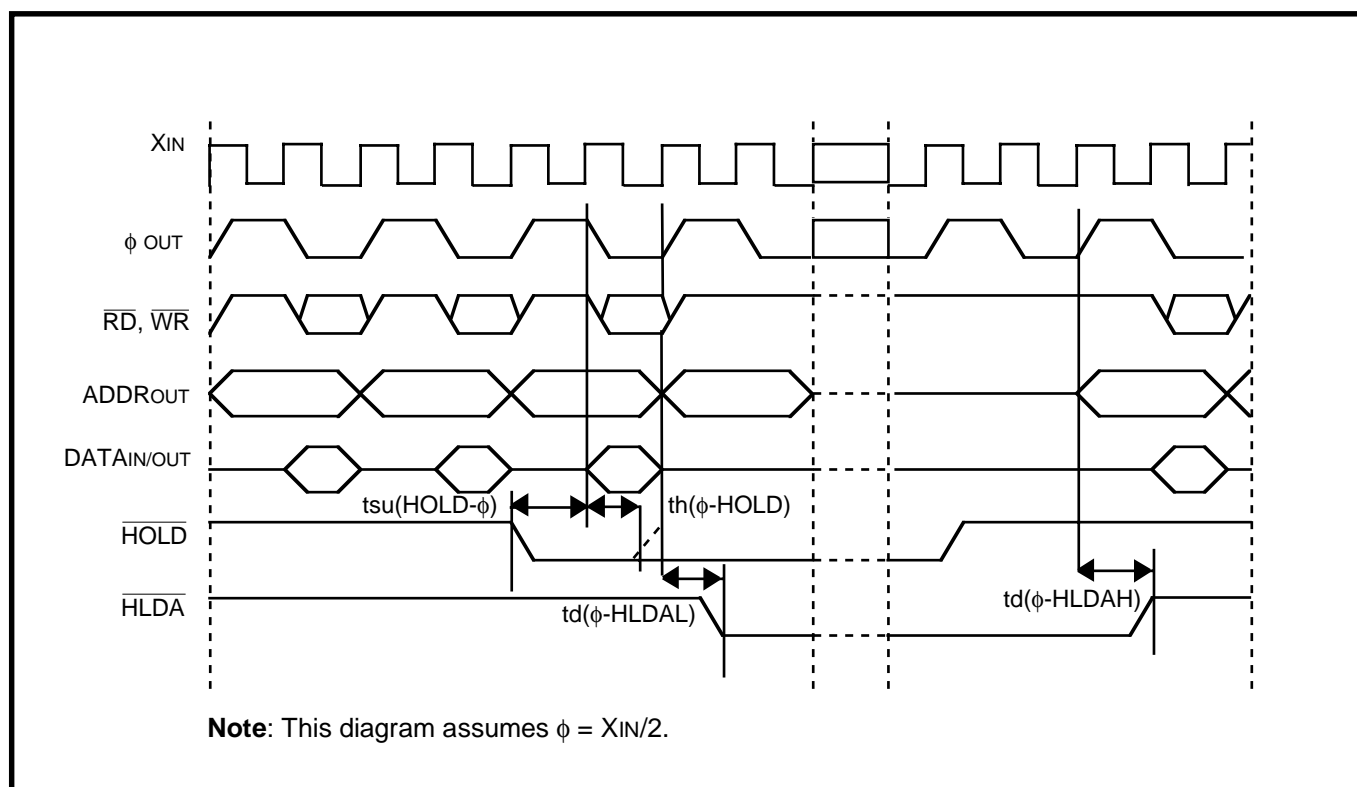 XIN
ϕ OUT
RD, WR
ADDROUT
DATAIN/OUT
tsu(HOLD-ϕ)
th(ϕ-HOLD)
HOLD
HLDA
td(ϕ-HLDAL)
td(ϕ-HLDAH)
Note: This diagram assumes ϕ = XIN/2.